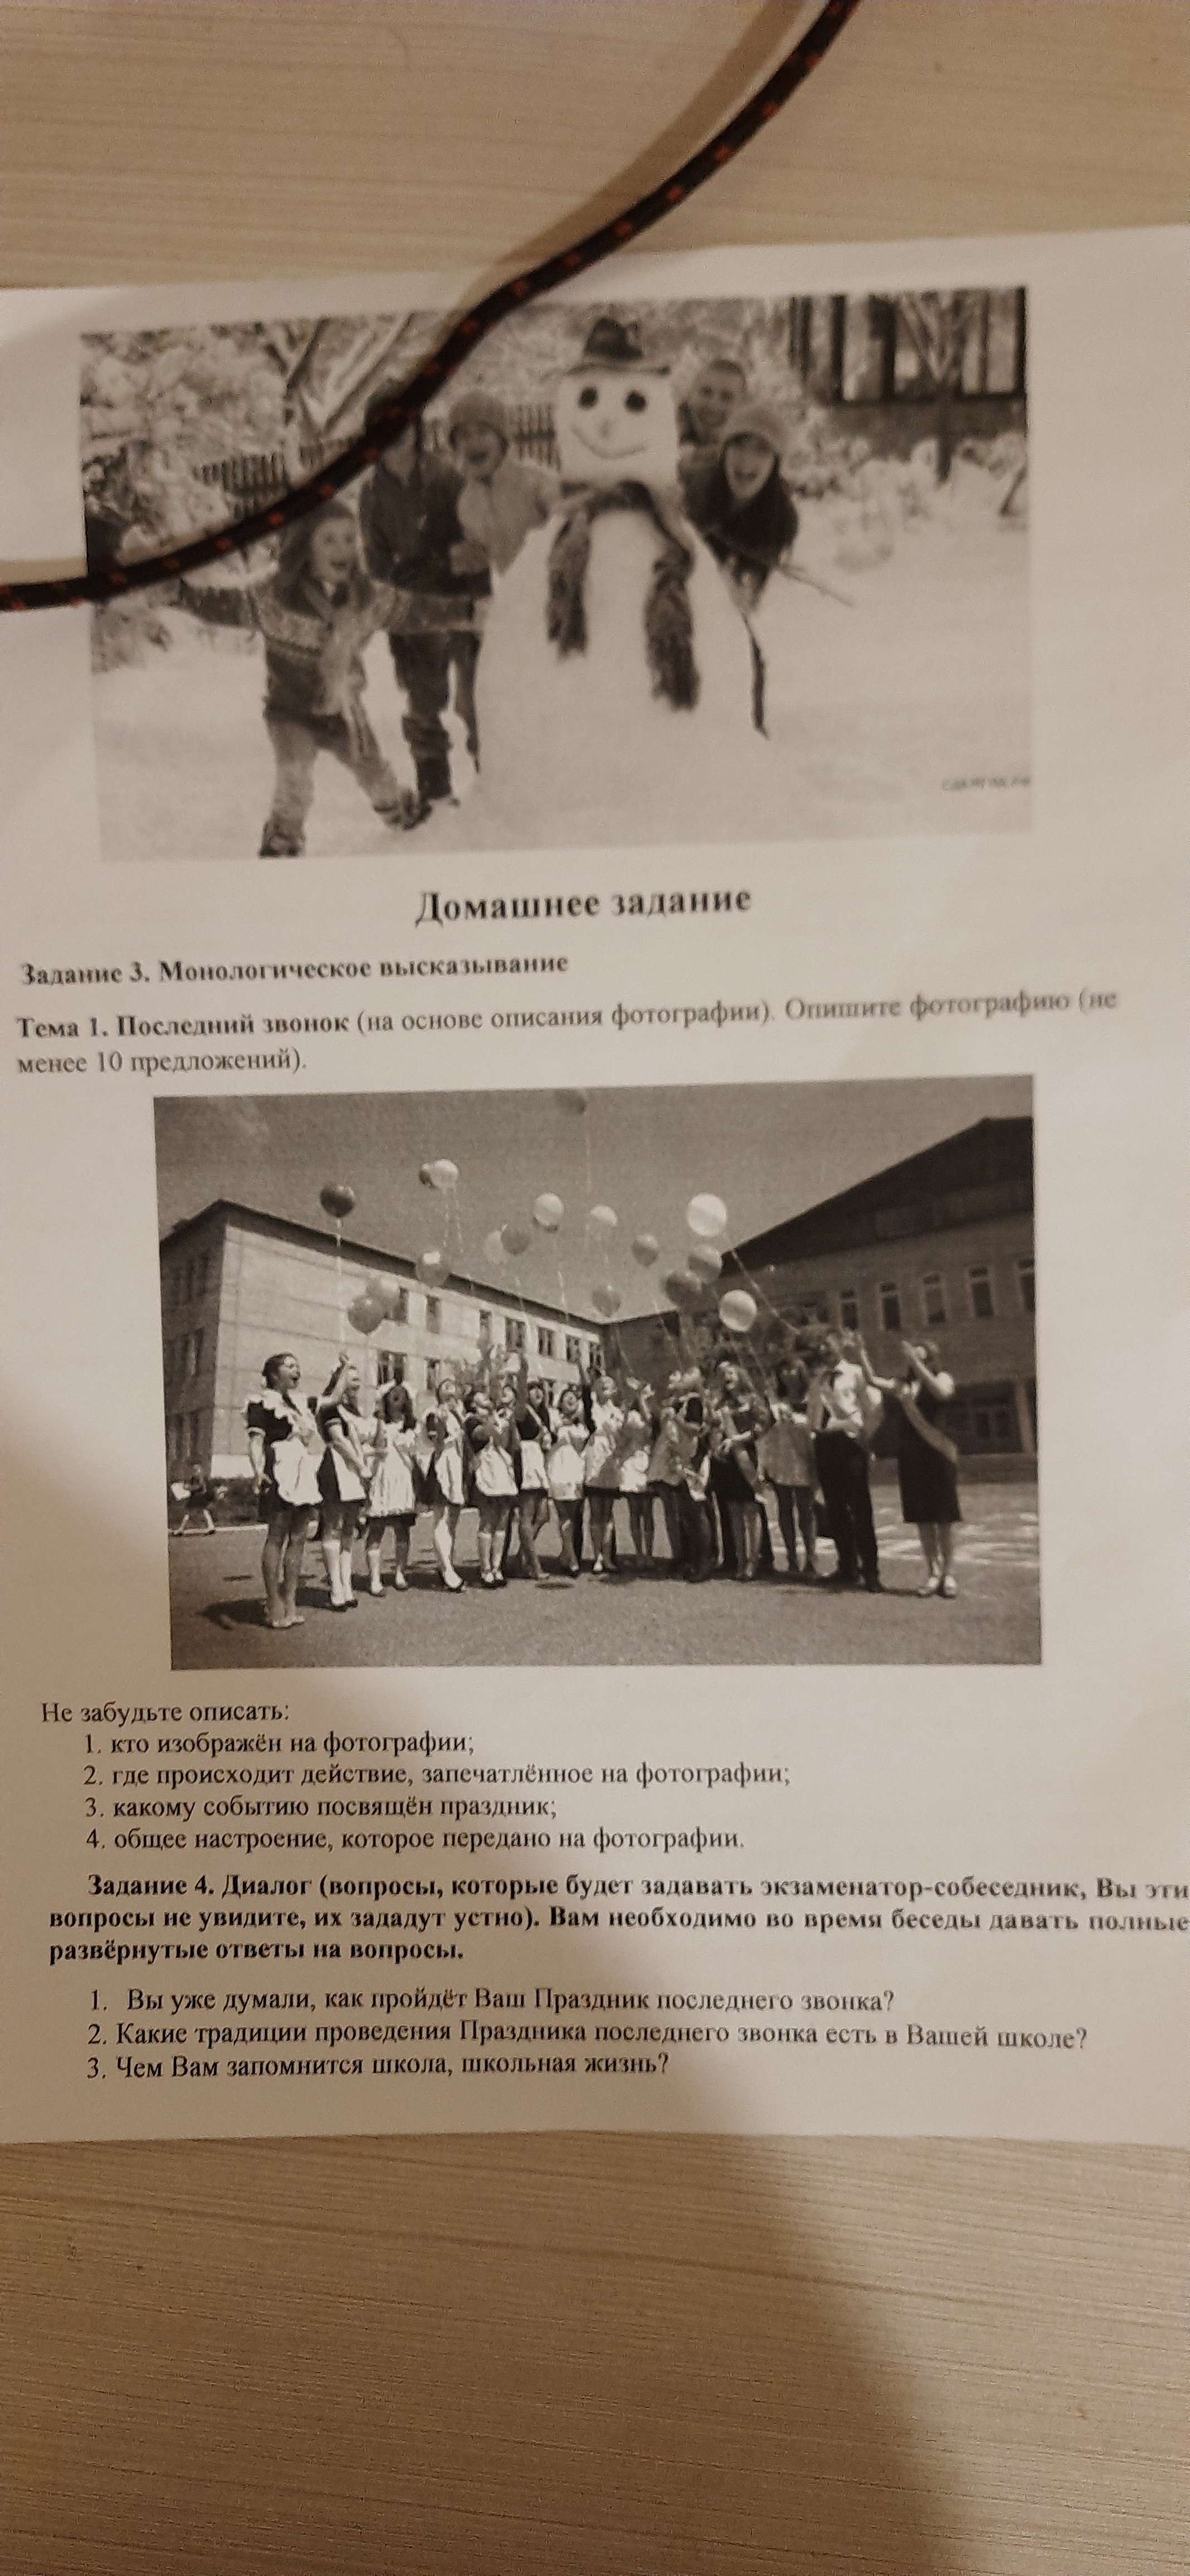 Домашнее задание
Задание 3. Монологическое высказывание
Тема 1. Последний звонок (на основе описания фотографии). Опишите фотографию (не
менее 10 предложений).
Не забудьте описать:
1. кто изображён на фотографии;
2. где происходит действие, запечатлённое на фотографии;
3. какому событию посвящён праздник;
4. общее настроение, которое передано на фотографии.
Задание 4. Диалог (вопросы, которые будет задавать экзаменатор-собеседник, Вы эти
вопросы не увидите, их зададут устно). Вам необходимо во время беседы давать полные
развёрнутые ответы на вопросы.
1. Вы уже думали, как пройдёт Ваш Праздник последнего звонка?
2. Какие традиции проведения Праздника последнего звонка есть в Вашей школе?
3. Чем Вам запомнится школа, школьная жизнь?